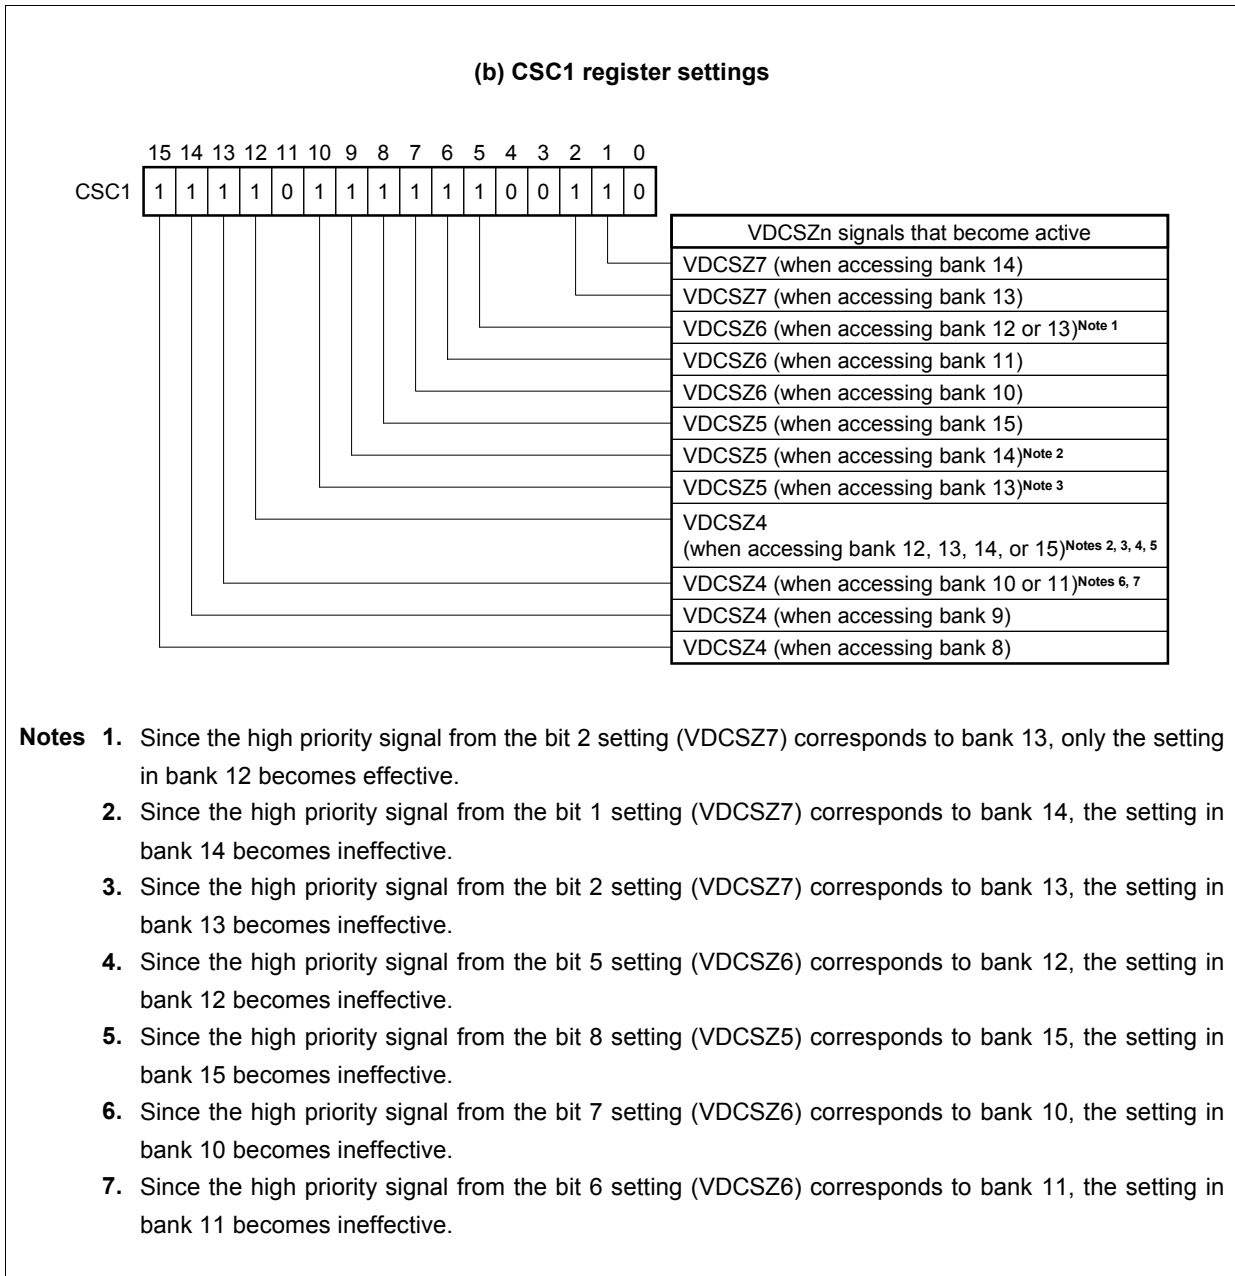 (b) CSC1 register settings
15 14 13 12 11 10 9 8 7 6 5 4 3 2 1 0
CSC1 1 1 1 1 0 1 1 1 1 1 1 0 0 1 1 0
VDCSZn signals that become active
VDCSZ7 (when accessing bank 14)
VDCSZ7 (when accessing bank 13)
VDCSZ6 (when accessing bank 12 or 13)Note 1
VDCSZ6 (when accessing bank 11)
VDCSZ6 (when accessing bank 10)
VDCSZ5 (when accessing bank 15)
VDCSZ5 (when accessing bank 14)Note 2
VDCSZ5 (when accessing bank 13)Note 3
VDCSZ4
(when accessing bank 12, 13, 14, or 15)Notes 2, 3, 4, 5
VDCSZ4 (when accessing bank 10 or 11)Notes 6, 7
VDCSZ4 (when accessing bank 9)
VDCSZ4 (when accessing bank 8)
Notes 1. Since the high priority signal from the bit 2 setting (VDCSZ7) corresponds to bank 13, only the setting
in bank 12 becomes effective.
2. Since the high priority signal from the bit 1 setting (VDCSZ7) corresponds to bank 14, the setting in
bank 14 becomes ineffective.
3. Since the high priority signal from the bit 2 setting (VDCSZ7) corresponds to bank 13, the setting in
bank 13 becomes ineffective.
4. Since the high priority signal from the bit 5 setting (VDCSZ6) corresponds to bank 12, the setting in
bank 12 becomes ineffective.
5. Since the high priority signal from the bit 8 setting (VDCSZ5) corresponds to bank 15, the setting in
bank 15 becomes ineffective.
6. Since the high priority signal from the bit 7 setting (VDCSZ6) corresponds to bank 10, the setting in
bank 10 becomes ineffective.
7. Since the high priority signal from the bit 6 setting (VDCSZ6) corresponds to bank 11, the setting in
bank 11 becomes ineffective.